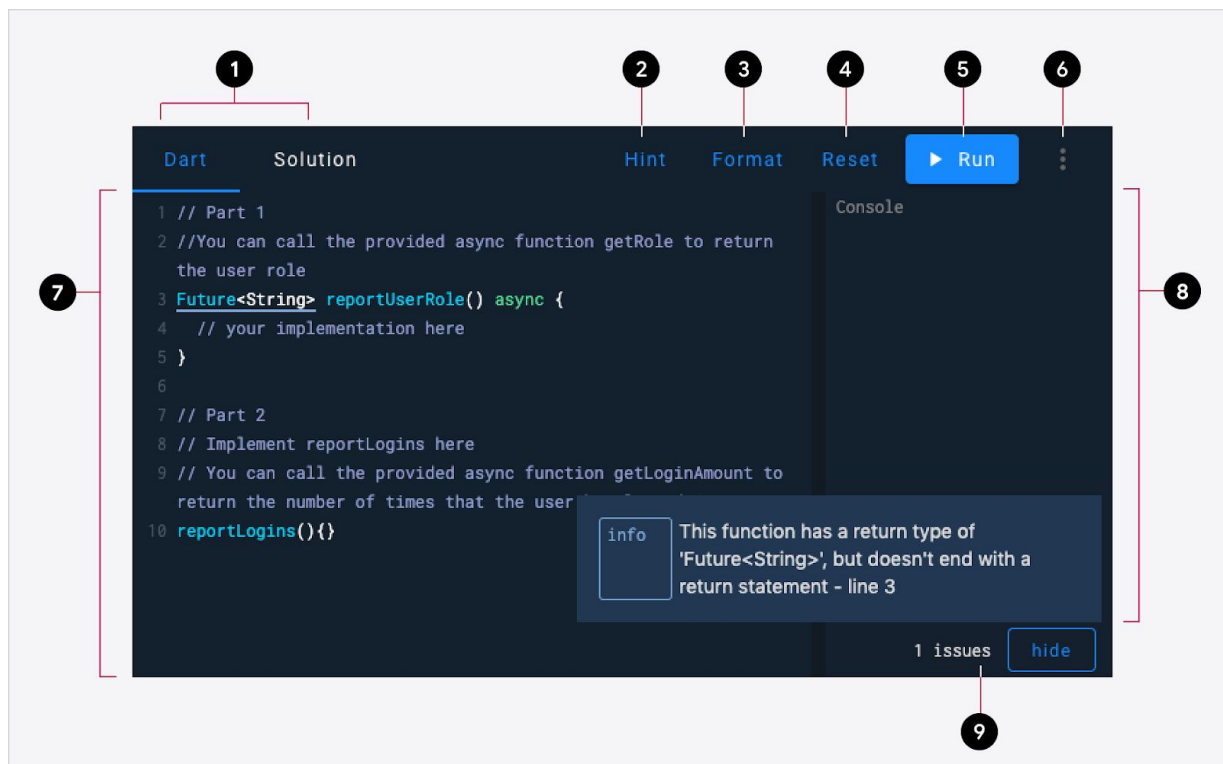 1 2 3 4 5 6
Dart Solution Hint Format Reset Run
7
8
Console
1 // Part 1
2 //You can call the provided async function getRole to return
the user role
3 Future<String> reportUserRole() async {
4 // your implementation here
5 }
6
7 // Part 2
8 // Implement reportLogins here
9 // You can call the provided async function getLoginAmount to
return the number of times that the user
10 reportLogins(){}
info
This function has a return type of
'Future<String>', but doesn't end with a
return statement - line 3
1 issues hide
9